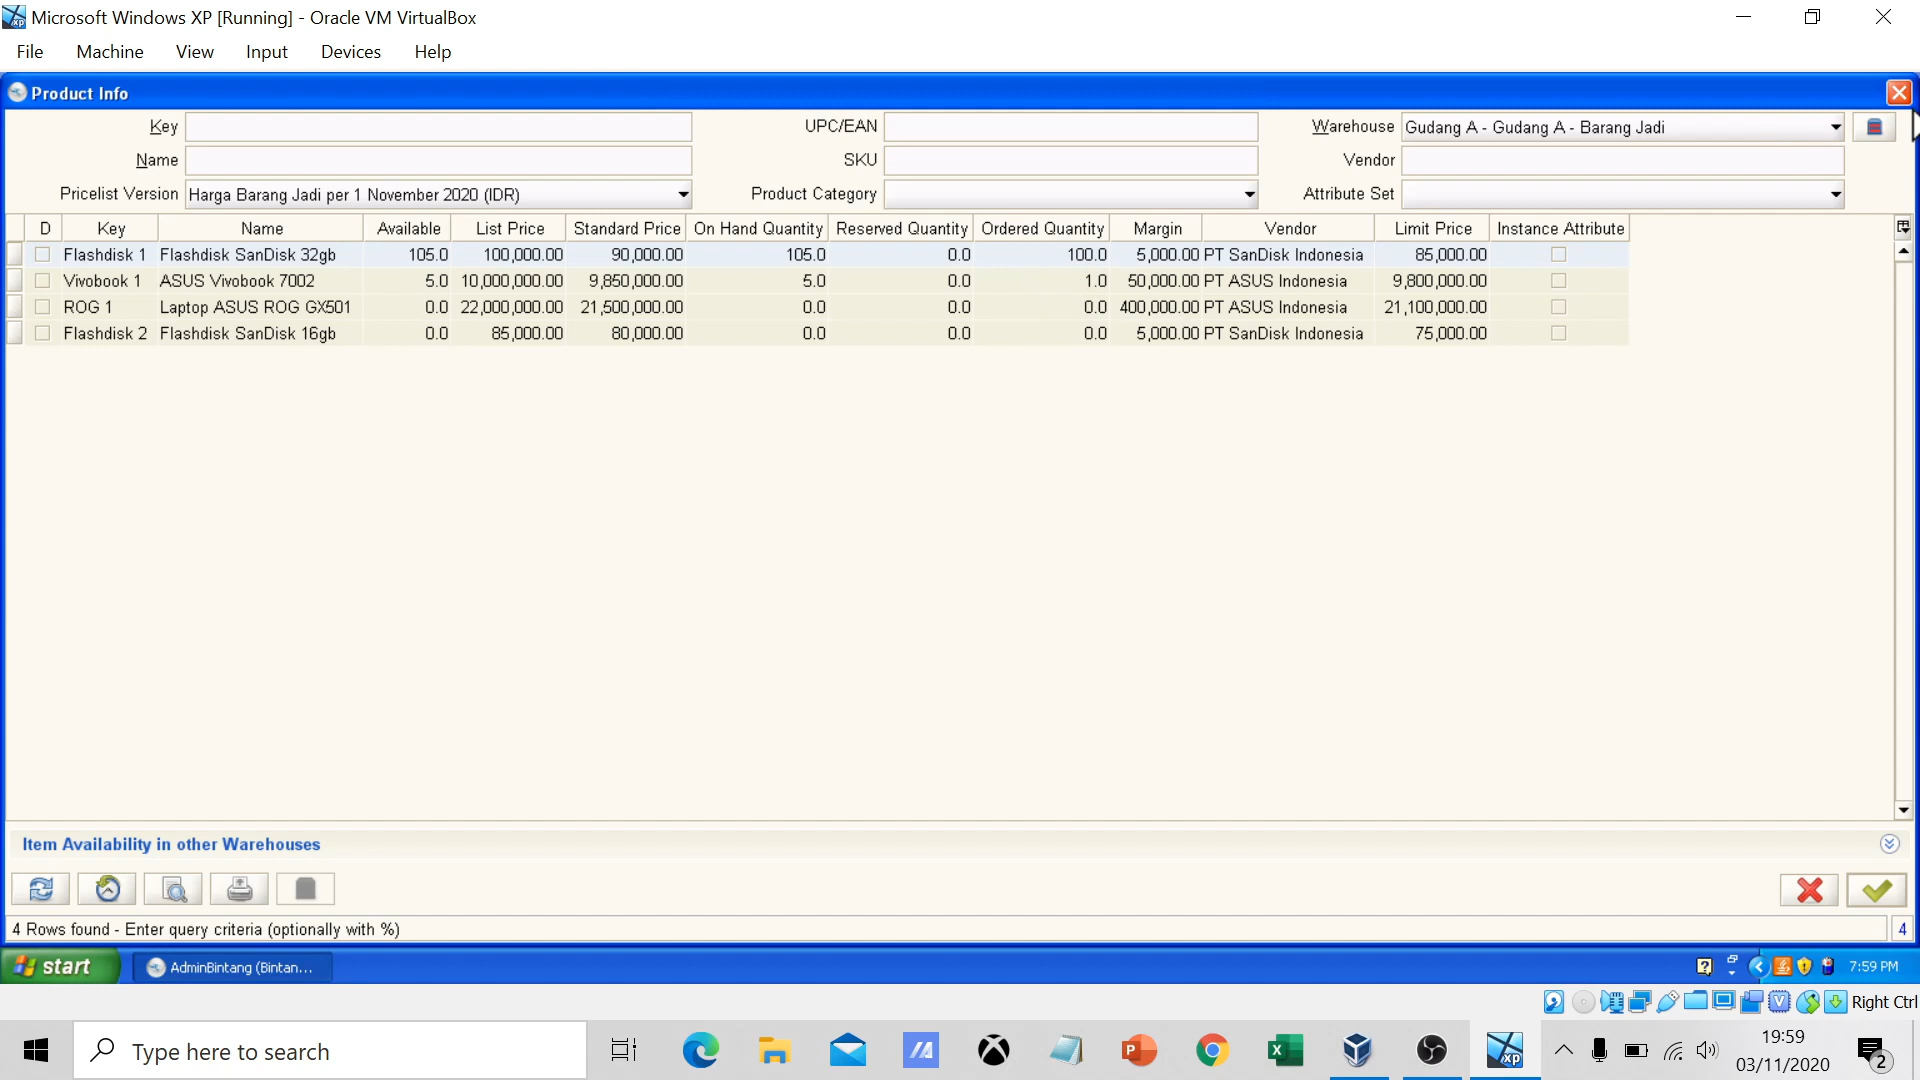 Microsoft Windows XP [Running] - Oracle VM VirtualBox
File Machine View Input Devices Help
Product Info
Key UPC/EAN Warehouse Gudang A - Gudang A - Barang Jadi
Name SKU Vendor
Pricelist Version Harga Barang Jadi per 1 November 2020 (IDR) Product Category Attribute Set
D Key Name Available List Price Standard Price On Hand Quantity Reserved Quantity Ordered Quantity Margin Vendor Limit Price Instance Attribute
Flashdisk 1 Flashdisk SanDisk 32gb 105.0 100,000.00 90,000.00 105.0 0.0 100.0 5,000.00 PT SanDisk Indonesia 85,000.00
Vivobook 1 ASUS Vivobook 7002 5.0 10,000,000.00 9,850,000.00 5.0 0.0 1.0 50,000.00 PT ASUS Indonesia 9,800,000.00
ROG 1 Laptop ASUS ROG GX501 0.0 22,000,000.00 21,500,000.00 0.0 0.0 0.0 400,000.00 PT ASUS Indonesia 21,100,000.00
Flashdisk 2 Flashdisk SanDisk 16gb 0.0 85,000.00 80,000.00 0.0 0.0 0.0 5,000.00 PT SanDisk Indonesia 75,000.00
Item Availability in other Warehouses
4 Rows found - Enter query criteria (optionally with %) 4
start AdminBintang (Bintan... 7:59 PM
Right Ctrl
Type here to search
19:59
03/11/2020
2